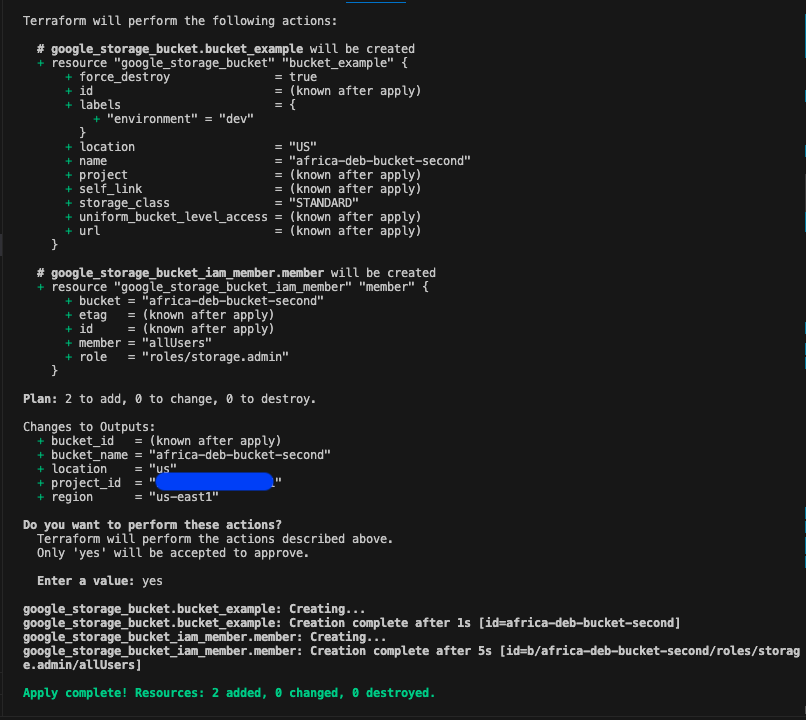 Terraform will perform the following actions:
# google_storage_bucket.bucket_example will be created
+ resource "google_storage_bucket" "bucket_example" {
+ force_destroy = true
+ id = (known after apply)
+ labels = {
+ "environment" = "dev"
}
+ location = "US"
+ name = "africa-deb-bucket-second"
+ project = (known after apply)
+ self_link = (known after apply)
+ storage_class = "STANDARD"
+ uniform_bucket_level_access = (known after apply)
+ url = (known after apply)
}
# google_storage_bucket_iam_member.member will be created
+ resource "google_storage_bucket_iam_member" "member" {
+ bucket = "africa-deb-bucket-second"
+ etag = (known after apply)
+ id = (known after apply)
+ member = "allUsers"
+ role = "roles/storage.admin"
}
Plan: 2 to add, 0 to change, 0 to destroy.
Changes to Outputs:
+ bucket_id = (known after apply)
+ bucket_name = "africa-deb-bucket-second"
+ location = "us"
+ project_id = " "
+ region = "us-east1"
Do you want to perform these actions?
Terraform will perform the actions described above.
Only 'yes' will be accepted to approve.
Enter a value: yes
google_storage_bucket.bucket_example: Creating...
google_storage_bucket.bucket_example: Creation complete after 1s [id=africa-deb-bucket-second]
google_storage_bucket_iam_member.member: Creating...
google_storage_bucket_iam_member.member: Creation complete after 5s [id=b/africa-deb-bucket-second/roles/storag
e.admin/allUsers]
Apply complete! Resources: 2 added, 0 changed, 0 destroyed.